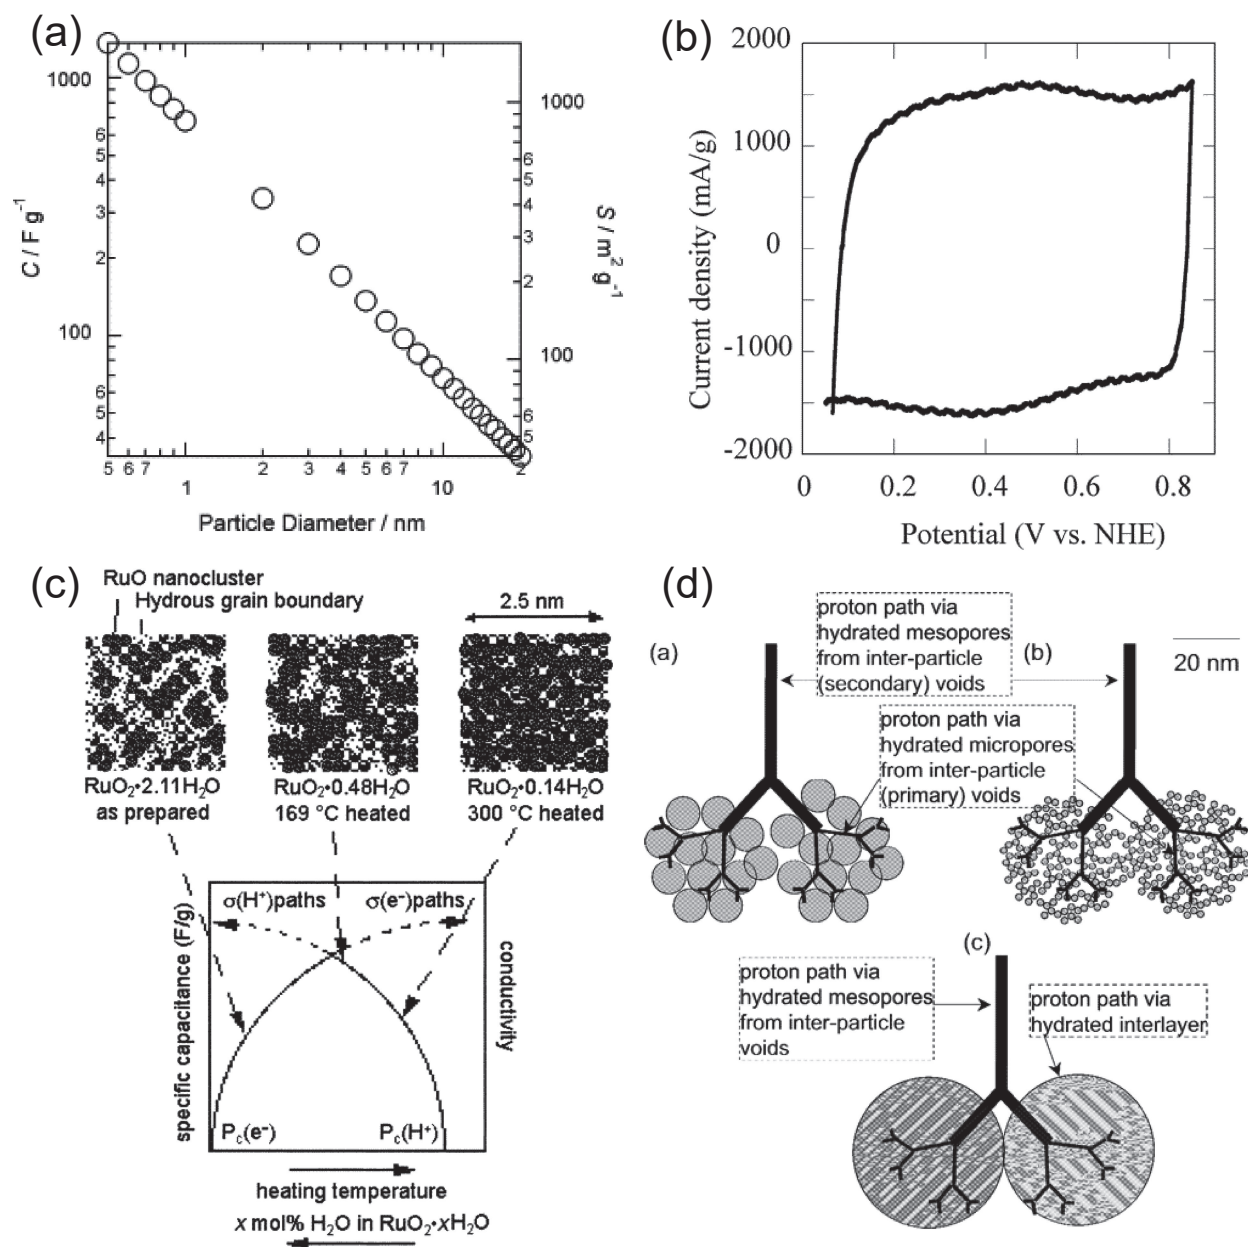 (a)
1000
6
5
4
3
2
100
6
5
4
C / F g⁻¹
1000
6
5
4
3
2
100
6
5
S / m² g⁻¹
5 6 7 2 3 4 5 6 7 2
1 10
Particle Diameter / nm
(b)
2000
1000
0
-1000
-2000
Current density (mA/g)
0 0.2 0.4 0.6 0.8
Potential (V vs. NHE)
(c)
RuO nanocluster
Hydrous grain boundary
2.5 nm
RuO₂•2.11H₂O
as prepared
RuO₂•0.48H₂O
169 °C heated
RuO₂•0.14H₂O
300 °C heated
σ(H⁺)paths
σ(e⁻)paths
specific capacitance (F/g)
conductivity
P꜀(e⁻)
P꜀(H⁺)
heating temperature
x mol% H₂O in RuO₂•xH₂O
(d)
(a)
proton path via
hydrated mesopores
from inter-particle
(secondary) voids
(b)
20 nm
proton path via
hydrated micropores
from inter-particle
(primary) voids
(c)
proton path via
hydrated mesopores
from inter-particle
voids
proton path via
hydrated interlayer